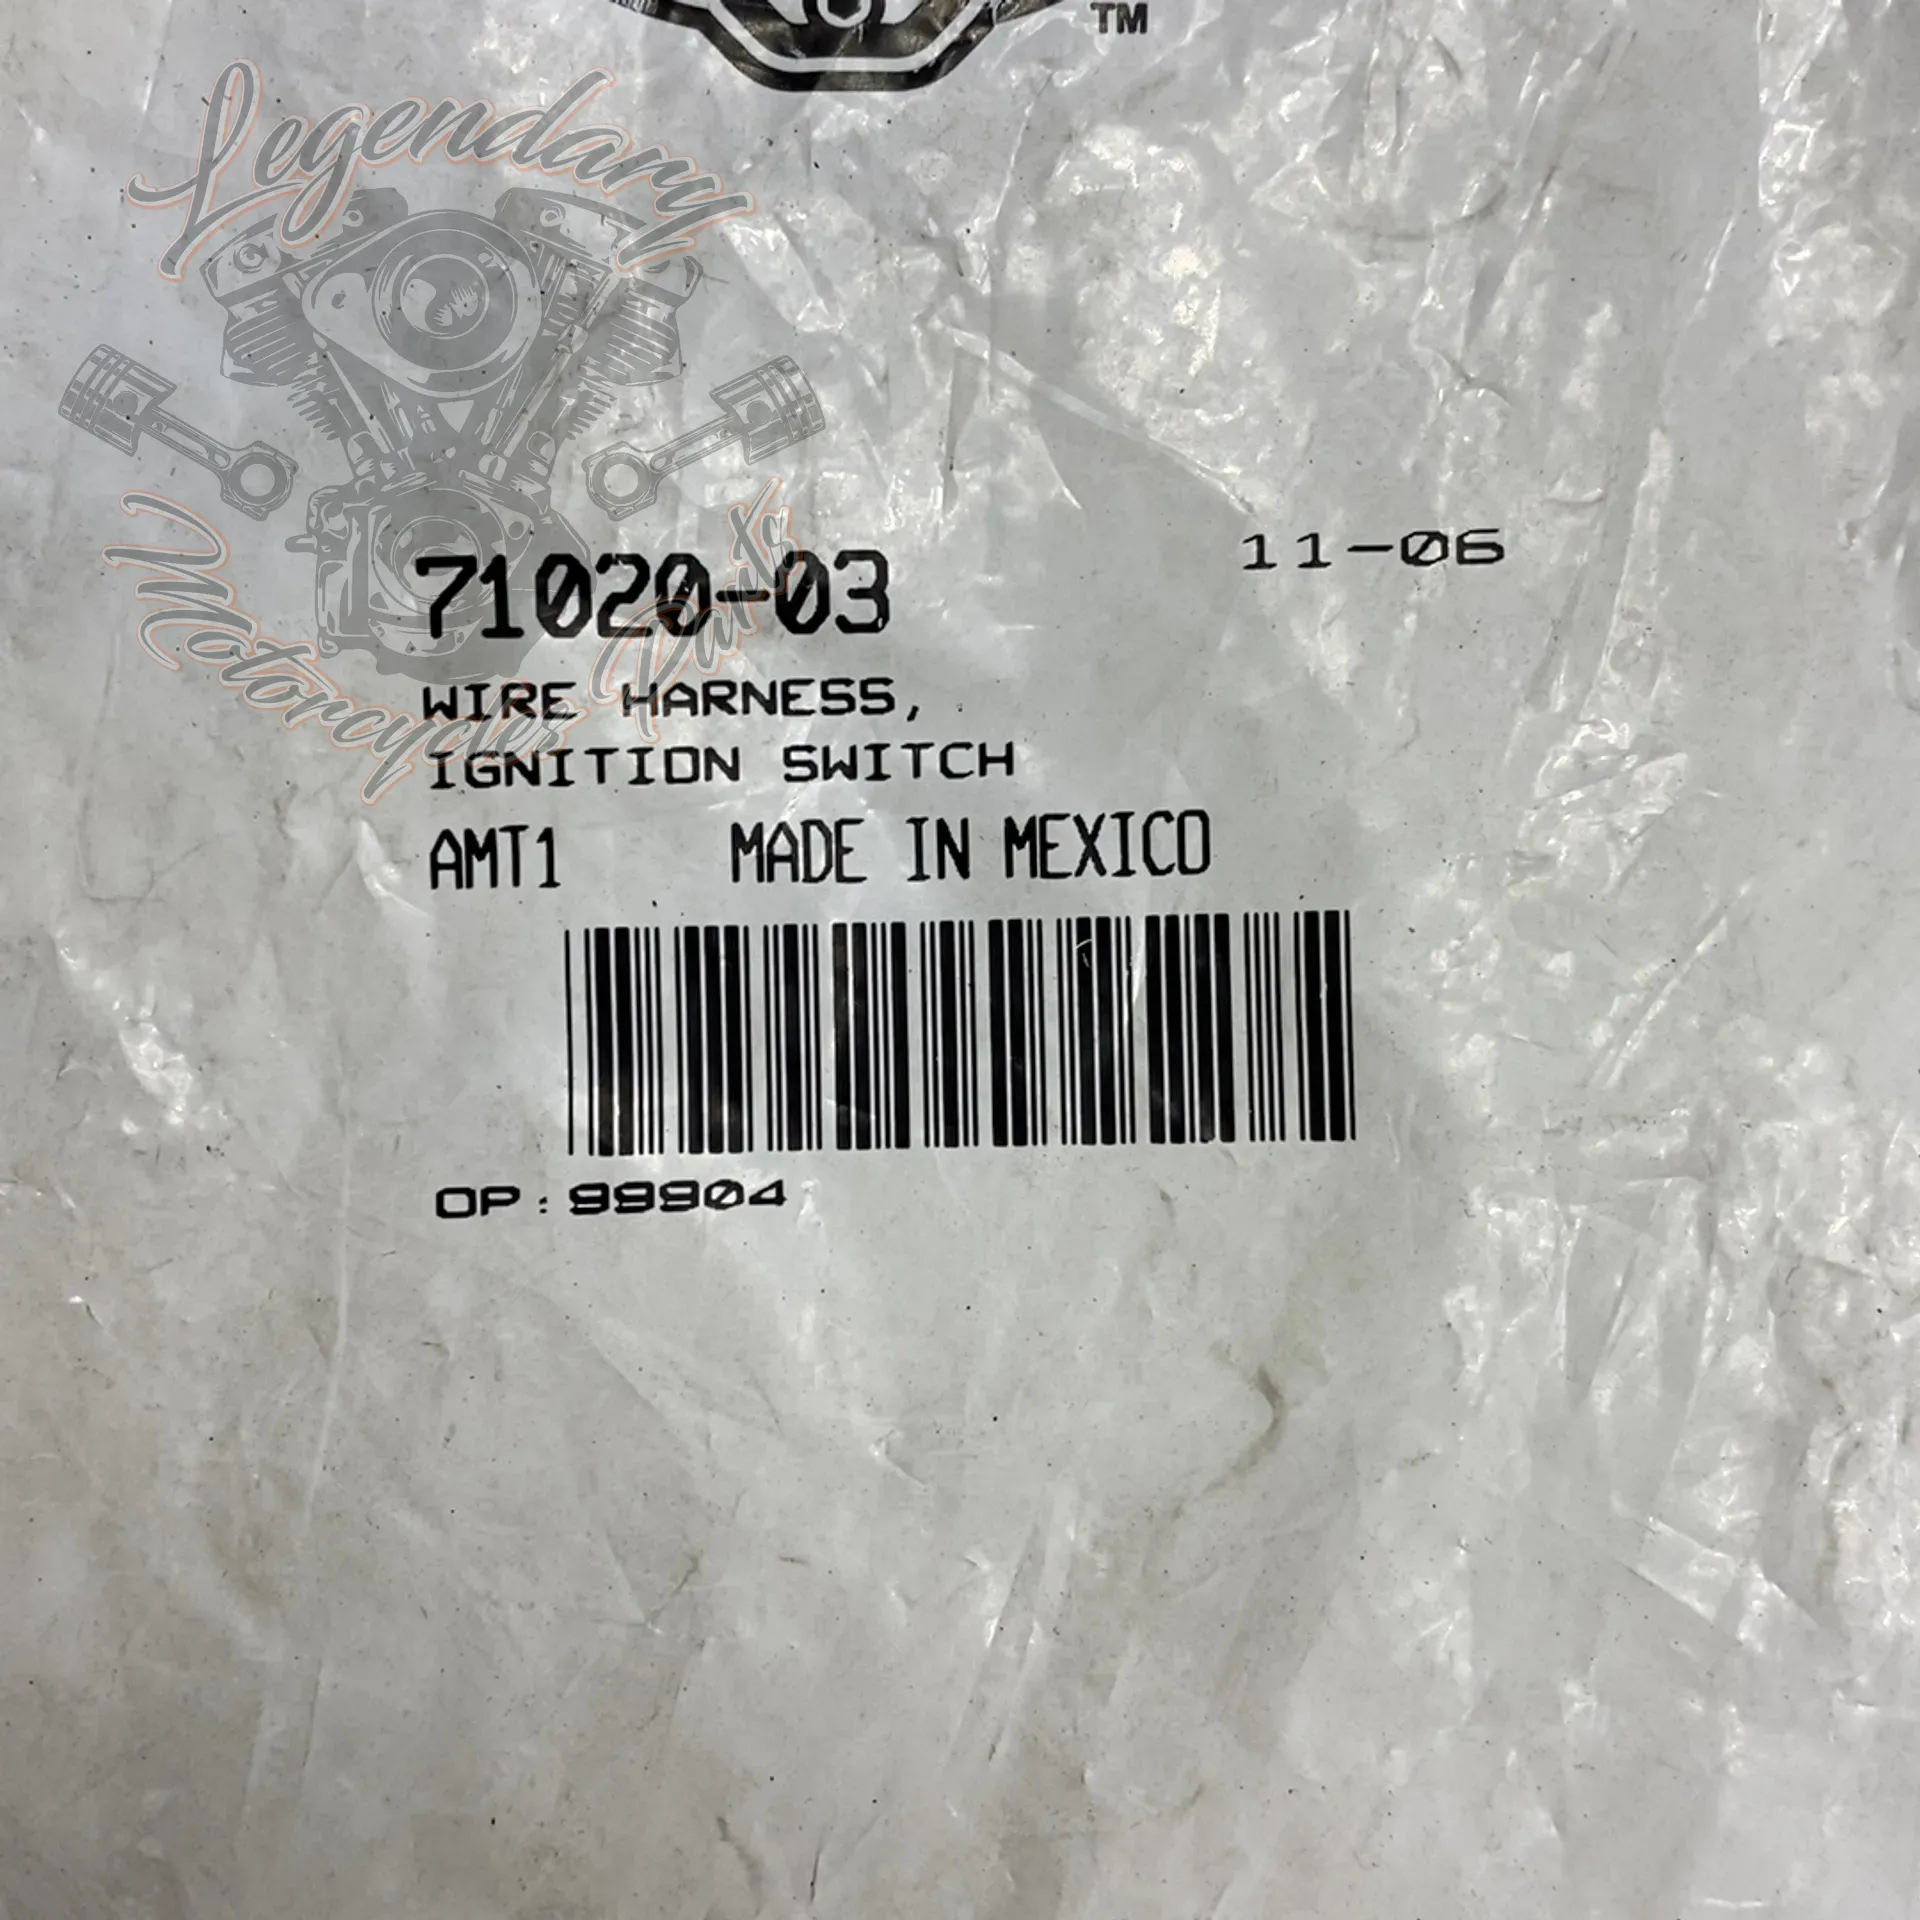 TM
Legendary
Motorcycles Parts
71020-03
11-06
WIRE HARNESS,
IGNITION SWITCH
AMT1 MADE IN MEXICO
OP: 99904